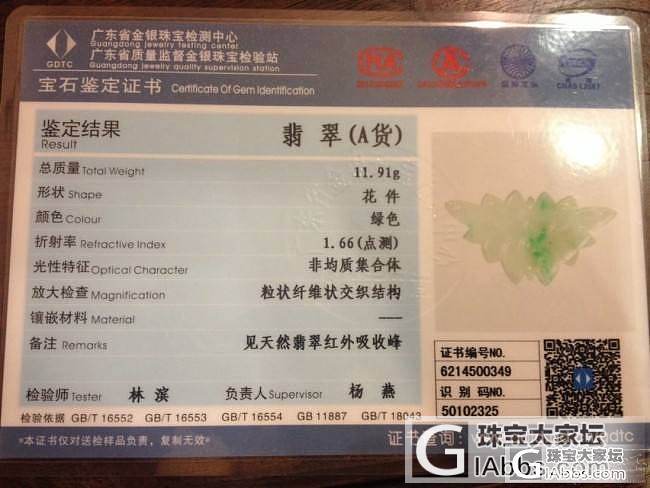 GDTC
广东省金银珠宝检测中心
Guangdong jewelry testing center
广东省质量监督金银珠宝检验站
Guangdong jewelry quality supervision station
宝石鉴定证书 Certificate Of Gem Identification
鉴定结果
Result
翡翠(A货)
总质量 Total Weight 11.91g
形状 Shape 花件
颜色 Colour 绿色
折射率 Refractive Index 1.66(点测)
光性特征 Optical Character 非均质集合体
放大检查 Magnification 粒状纤维状交织结构
镶嵌材料 Material ——
备注 Remarks 见天然翡翠红外吸收峰
检验师 Tester 林滨 负责人 Supervisor 杨燕
检验依据 GB/T 16552 GB/T 16553 GB/T 16554 GB 11887 GB/T 18043
*本证书仅对送检样品负责，复制无效
证书编号NO.
6214500349
识别码NO.
50102325
证书查询:
珠宝大家坛
GlAbbs.com